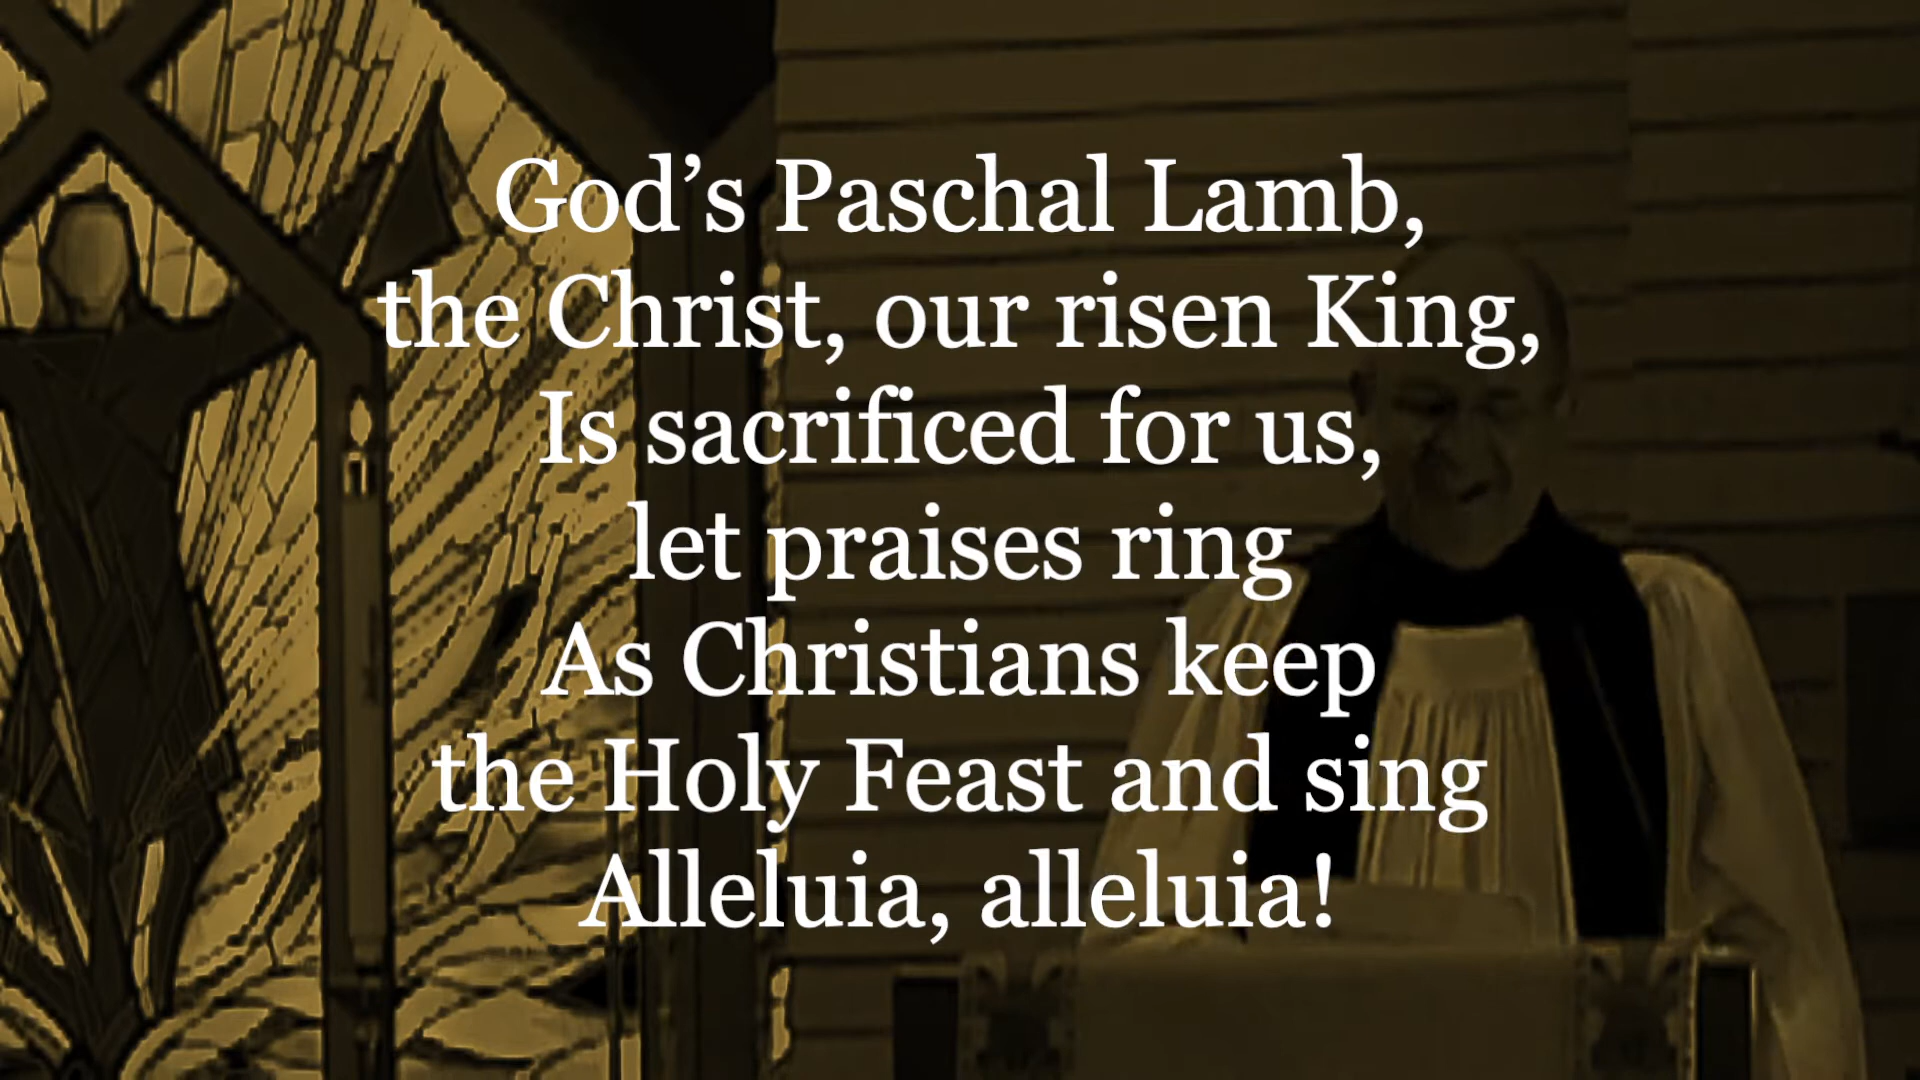 God’s Paschal Lamb,
the Christ, our risen King,
Is sacrificed for us,
let praises ring
As Christians keep
the Holy Feast and sing
Alleluia, alleluia!